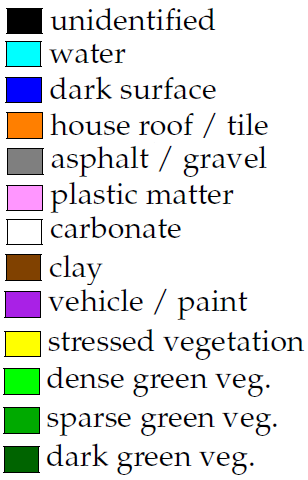 unidentified
water
dark surface
house roof / tile
asphalt / gravel
plastic matter
carbonate
clay
vehicle / paint
stressed vegetation
dense green veg.
sparse green veg.
dark green veg.